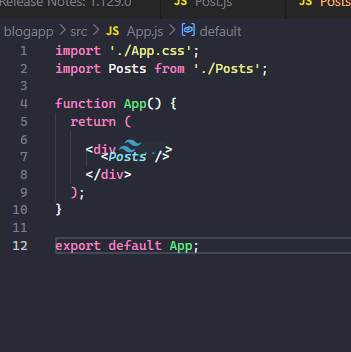 Release Notes: 1.129.0 JS Post.js JS Posts
blogapp > src > JS App.js > default
1 import './App.css';
2 import Posts from './Posts';
3
4 function App() {
5 return (
6 <div ...>
7 <Posts />
8 </div>
9 );
10 }
11
12 export default App;